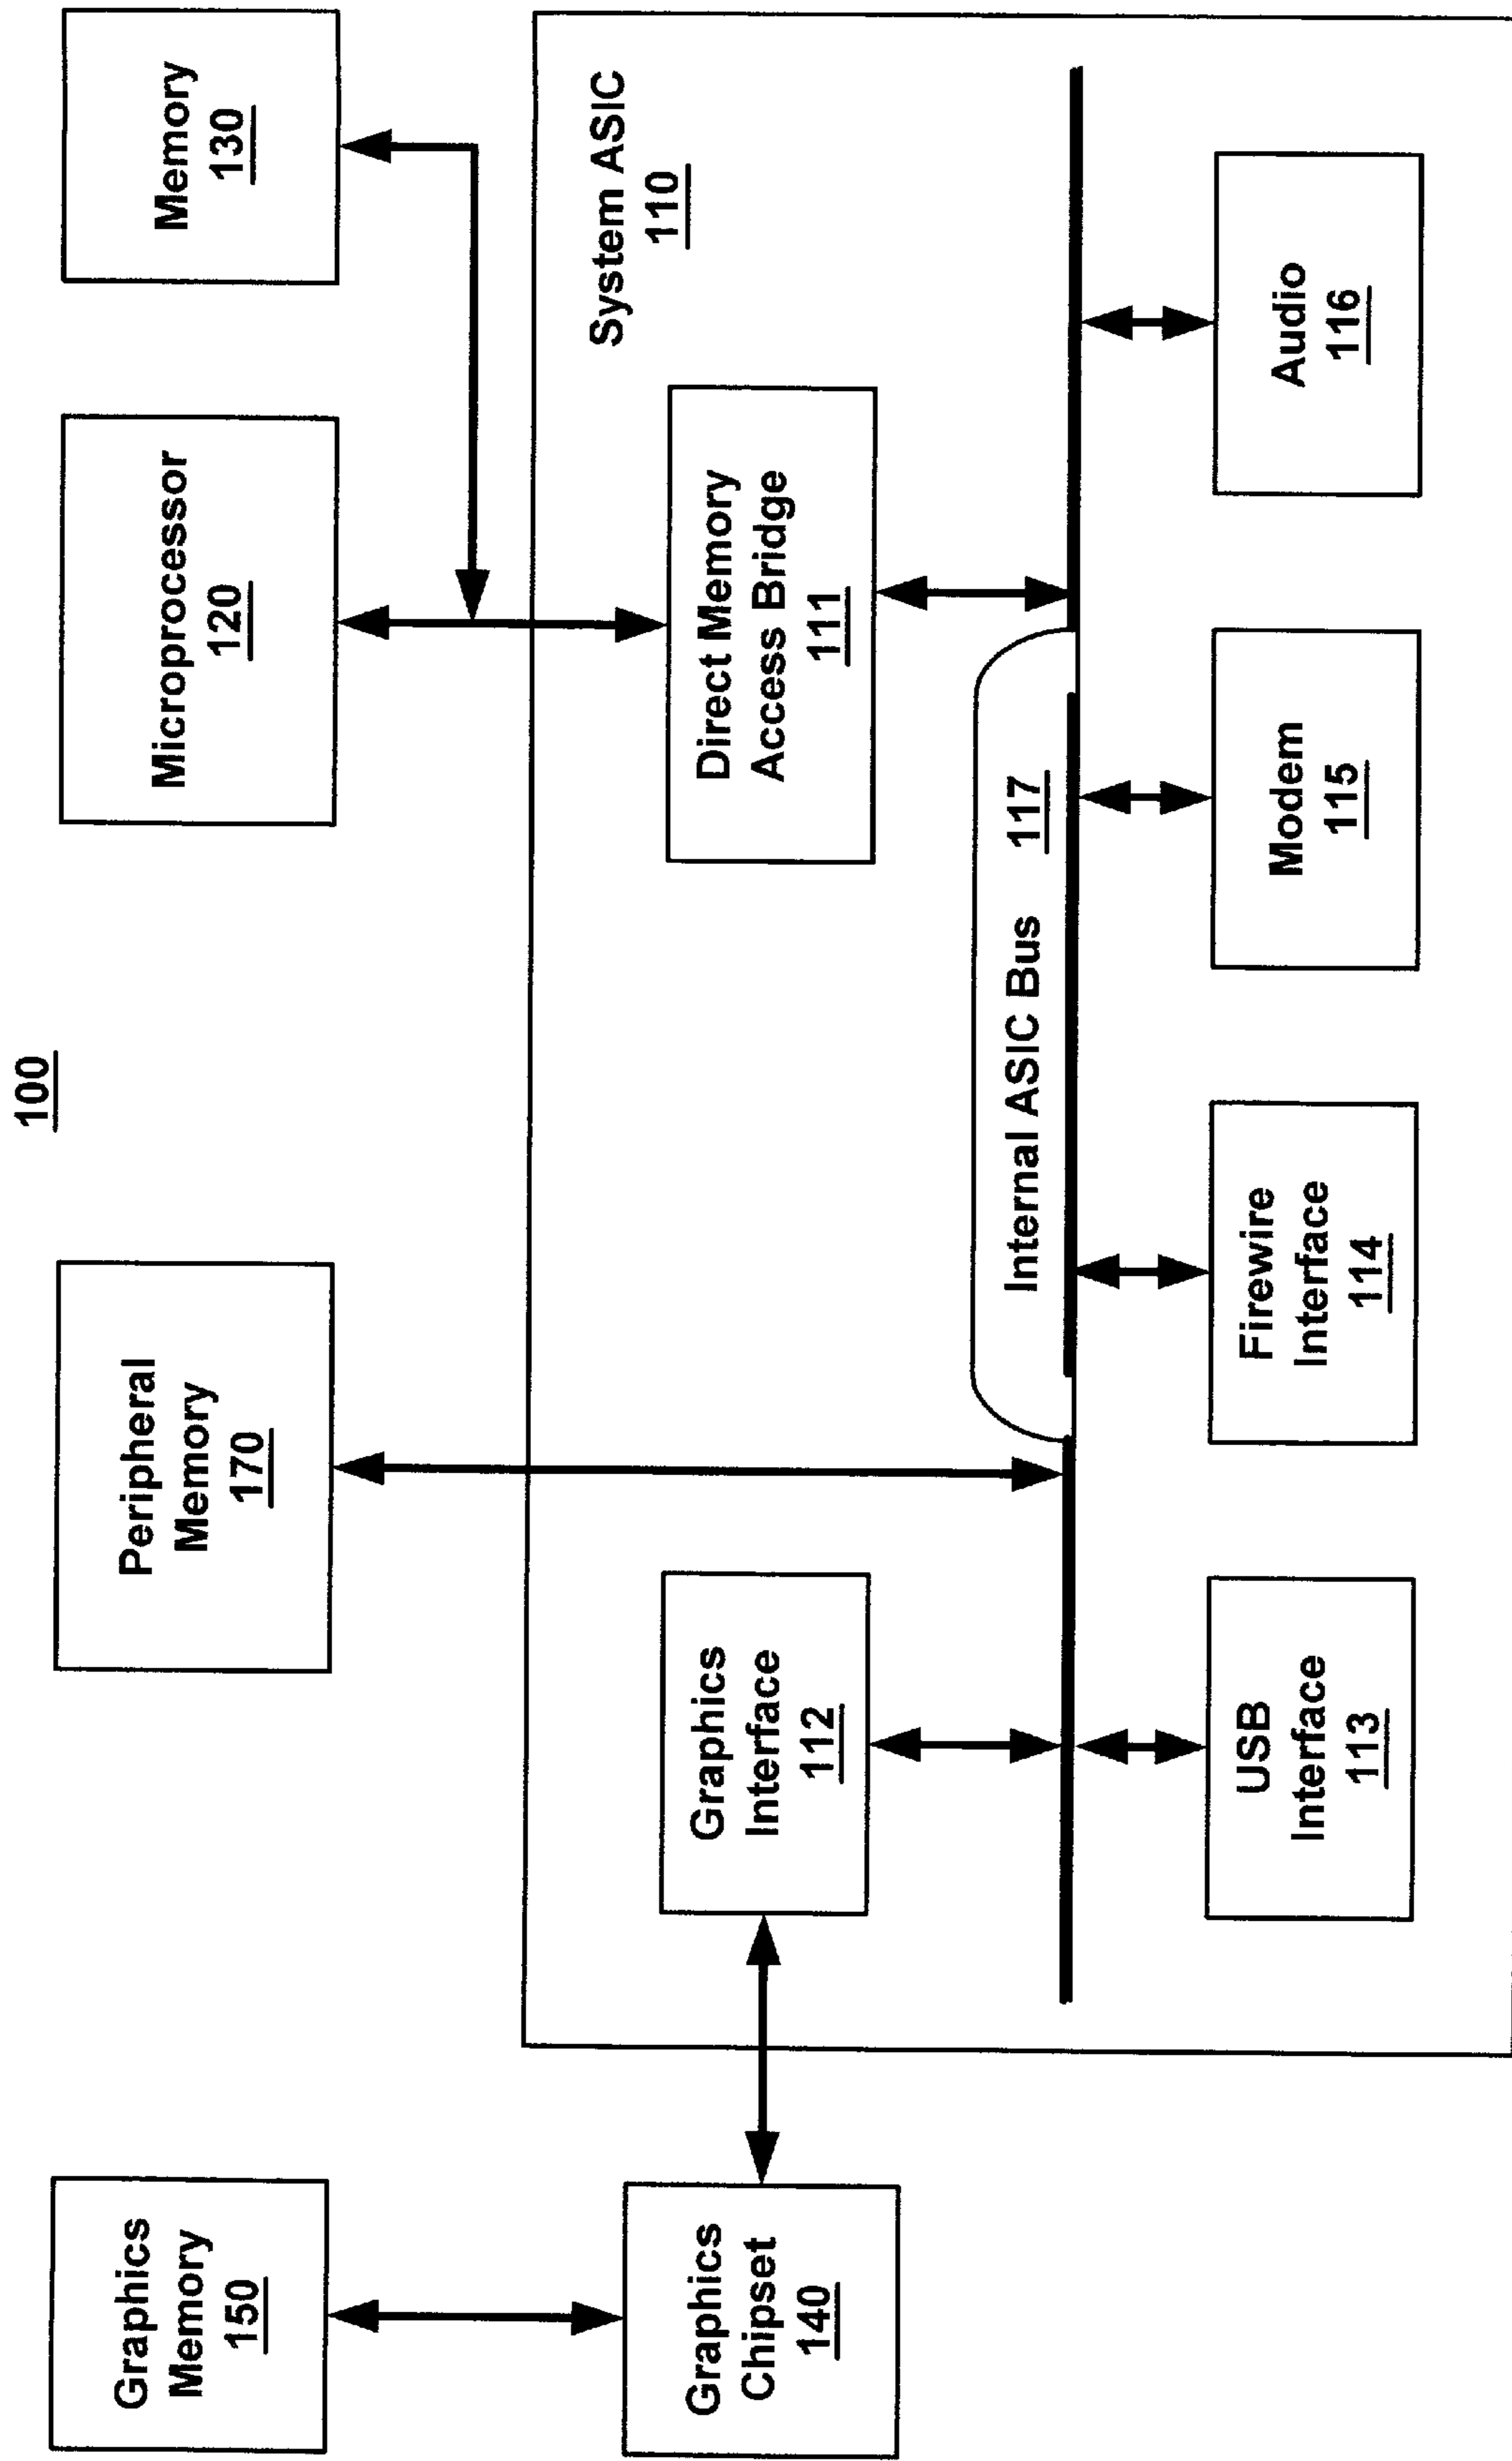 100
Graphics
Memory
150
Peripheral
Memory
170
Microprocessor
120
Memory
130
System ASIC
110
Graphics
Chipset
140
Graphics
Interface
112
Direct Memory
Access Bridge
111
Internal ASIC Bus 117
USB
Interface
113
Firewire
Interface
114
Modem
115
Audio
116